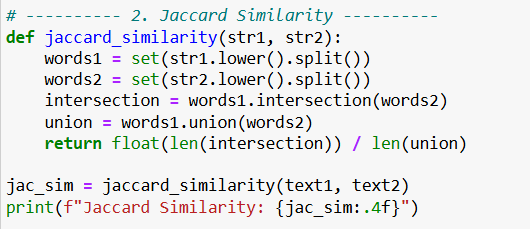 # ---------- 2. Jaccard Similarity ----------
def jaccard_similarity(str1, str2):
    words1 = set(str1.lower().split())
    words2 = set(str2.lower().split())
    intersection = words1.intersection(words2)
    union = words1.union(words2)
    return float(len(intersection)) / len(union)

jac_sim = jaccard_similarity(text1, text2)
print(f"Jaccard Similarity: {jac_sim:.4f}")